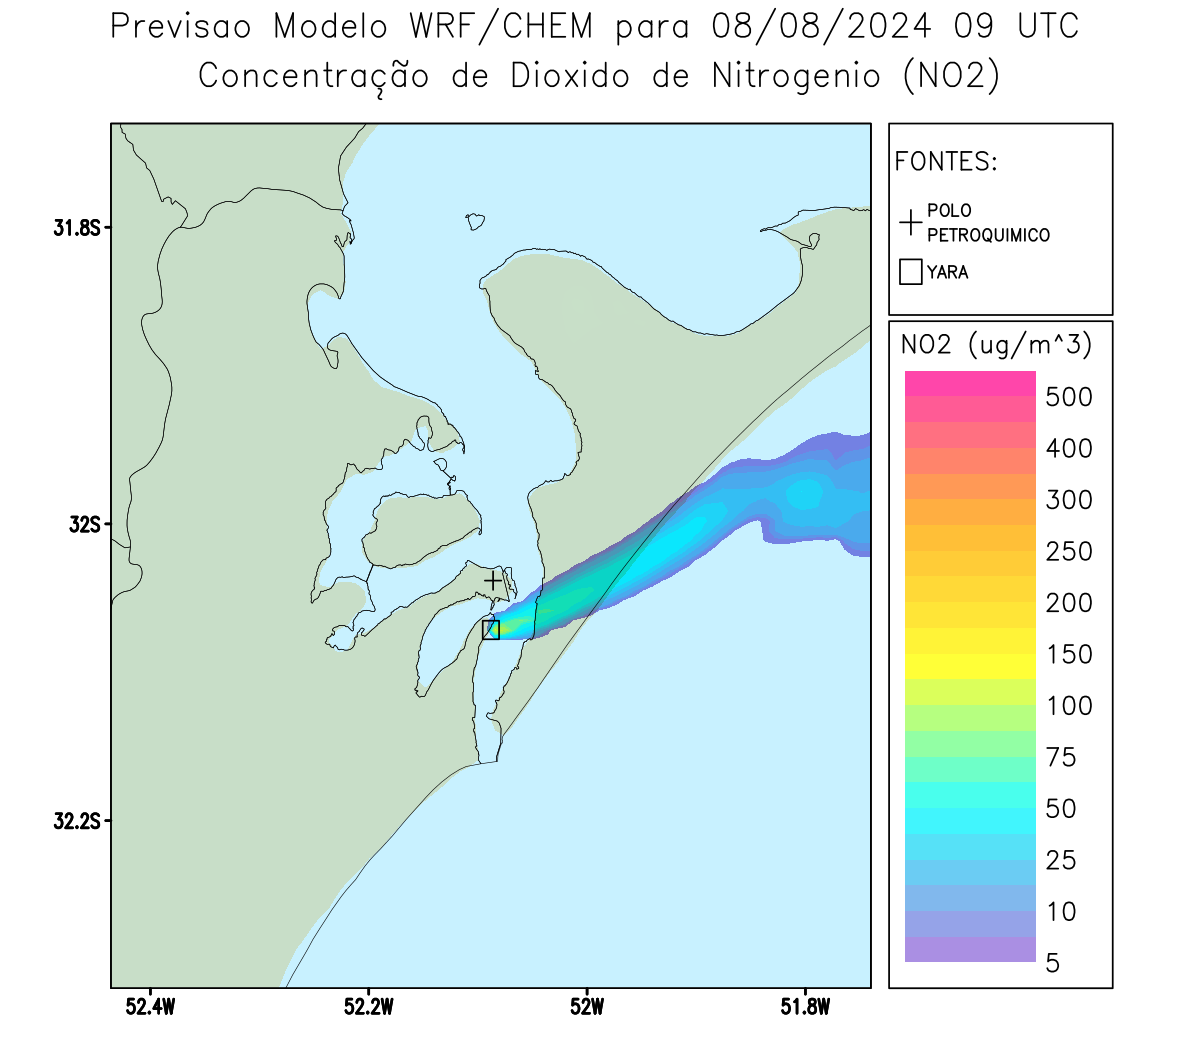 Previsao Modelo WRF/CHEM para 08/08/2024 09 UTC
Concentração de Dioxido de Nitrogenio (NO2)
FONTES:
POLO
PETROQUIMICO
YARA
NO2 (ug/m^3)
500
400
300
250
200
150
100
75
50
25
10
5
31.8S
32S
32.2S
52.4W
52.2W
52W
51.8W